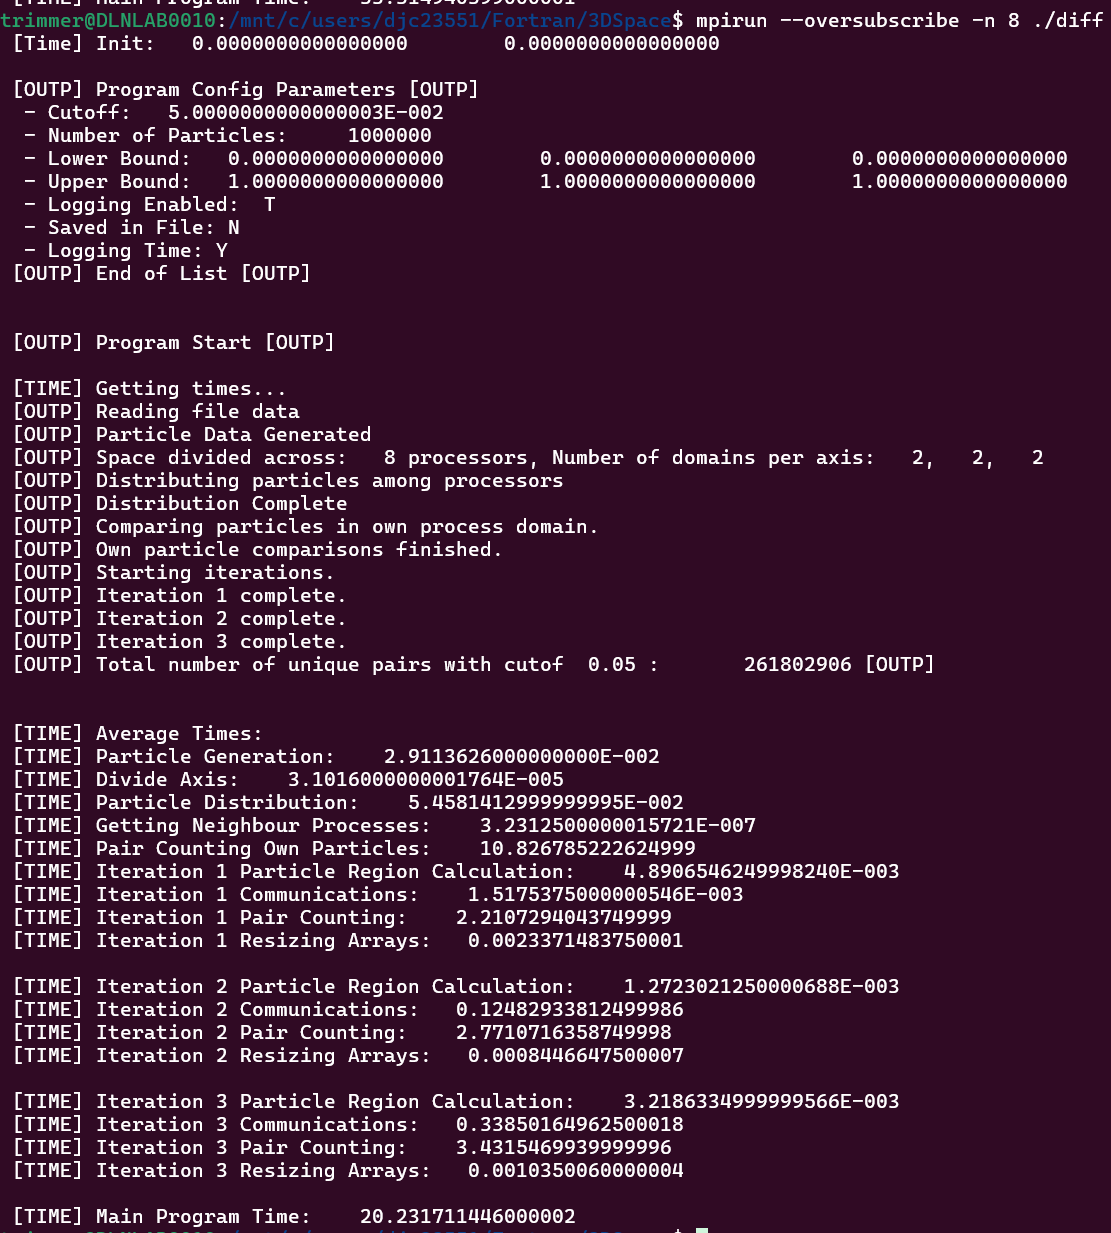 trimmer@DLNLAB0010:/mnt/c/users/djc23551/Fortran/3DSpace$ mpirun --oversubscribe -n 8 ./diff
[Time] Init:   0.0000000000000000        0.0000000000000000
[OUTP] Program Config Parameters [OUTP]
 - Cutoff:   5.0000000000000003E-002
 - Number of Particles:     1000000
 - Lower Bound:   0.0000000000000000        0.0000000000000000        0.0000000000000000
 - Upper Bound:   1.0000000000000000        1.0000000000000000        1.0000000000000000
 - Logging Enabled:  T
 - Saved in File: N
 - Logging Time: Y
[OUTP] End of List [OUTP]
[OUTP] Program Start [OUTP]
[TIME] Getting times...
[OUTP] Reading file data
[OUTP] Particle Data Generated
[OUTP] Space divided across:   8 processors, Number of domains per axis:   2,   2,   2
[OUTP] Distributing particles among processors
[OUTP] Distribution Complete
[OUTP] Comparing particles in own process domain.
[OUTP] Own particle comparisons finished.
[OUTP] Starting iterations.
[OUTP] Iteration 1 complete.
[OUTP] Iteration 2 complete.
[OUTP] Iteration 3 complete.
[OUTP] Total number of unique pairs with cutof  0.05 :       261802906 [OUTP]
[TIME] Average Times:
[TIME] Particle Generation:    2.9113626000000000E-002
[TIME] Divide Axis:    3.1016000000001764E-005
[TIME] Particle Distribution:    5.4581412999999995E-002
[TIME] Getting Neighbour Processes:    3.2312500000015721E-007
[TIME] Pair Counting Own Particles:    10.826785222624999
[TIME] Iteration 1 Particle Region Calculation:    4.8906546249998240E-003
[TIME] Iteration 1 Communications:    1.5175375000000546E-003
[TIME] Iteration 1 Pair Counting:    2.2107294043749999
[TIME] Iteration 1 Resizing Arrays:   0.0023371483750001
[TIME] Iteration 2 Particle Region Calculation:    1.2723021250000688E-003
[TIME] Iteration 2 Communications:   0.12482933812499986
[TIME] Iteration 2 Pair Counting:    2.7710716358749998
[TIME] Iteration 2 Resizing Arrays:   0.0008446647500007
[TIME] Iteration 3 Particle Region Calculation:    3.2186334999999566E-003
[TIME] Iteration 3 Communications:   0.33850164962500018
[TIME] Iteration 3 Pair Counting:    3.4315469939999996
[TIME] Iteration 3 Resizing Arrays:   0.0010350060000004
[TIME] Main Program Time:    20.231711446000002